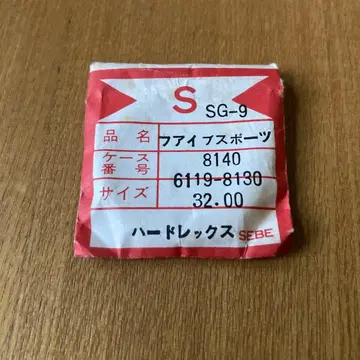 S
SG-9
品名 フアイブスポーツ
ケース番号 8140
6119-8130
サイズ 32.00
ハードレックス SEBE